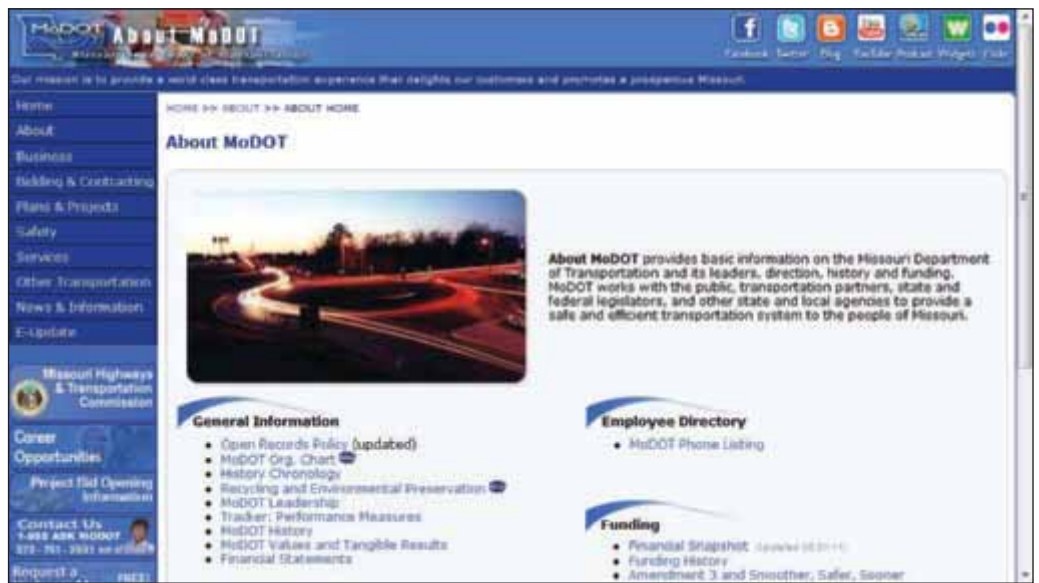 MoDOT About MoDOT
Facebook Twitter Blog YouTube Podcast Widgets Flickr
Our mission is to provide a world class transportation experience that delights our customers and promotes a prosperous Missouri.
Home
About
Business
Bidding & Contracting
Plans & Projects
Safety
Services
Other Transportation
News & Information
E-Update
Missouri Highways
& Transportation
Commission
Career
Opportunities
Project Bid Opening
Information
Contact Us
1-888 ASK MODOT
Request a
FREE!
HOME >> ABOUT >> ABOUT HOME
About MoDOT
About MoDOT provides basic information on the Missouri Department
of Transportation and its leaders, direction, history and funding.
MoDOT works with the public, transportation partners, state and
federal legislators, and other state and local agencies to provide a
safe and efficient transportation system to the people of Missouri.
General Information
Open Records Policy (updated)
MoDOT Org. Chart
History Chronology
Recycling and Environmental Preservation
MoDOT Leadership
Tracker: Performance Measures
MoDOT History
MoDOT Values and Tangible Results
Financial Statements
Employee Directory
MoDOT Phone Listing
Funding
Financial Snapshot
Funding History
Amendment 3 and Smoother, Safer, Sooner